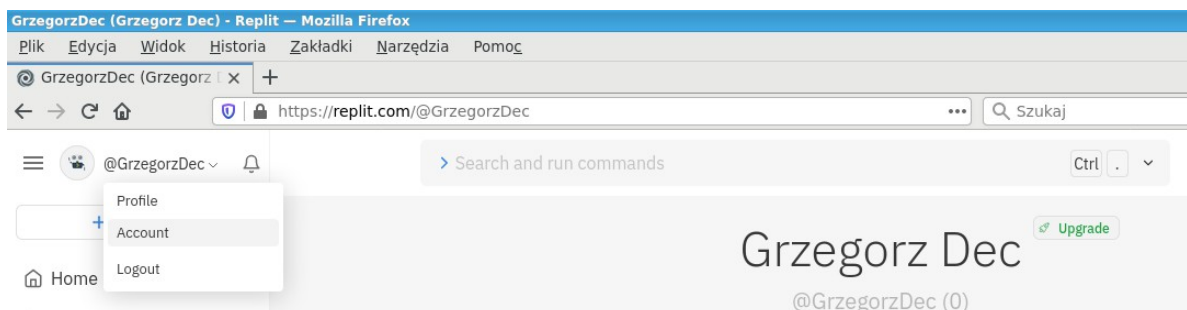 GrzegorzDec (Grzegorz Dec) - Replit — Mozilla Firefox
Plik Edycja Widok Historia Zakładki Narzędzia Pomoc
GrzegorzDec (Grzegorz
https://replit.com/@GrzegorzDec ••• Szukaj
@GrzegorzDec > Search and run commands Ctrl .
Profile
+
Account
Upgrade
Grzegorz Dec
Home
Logout
@GrzegorzDec (0)